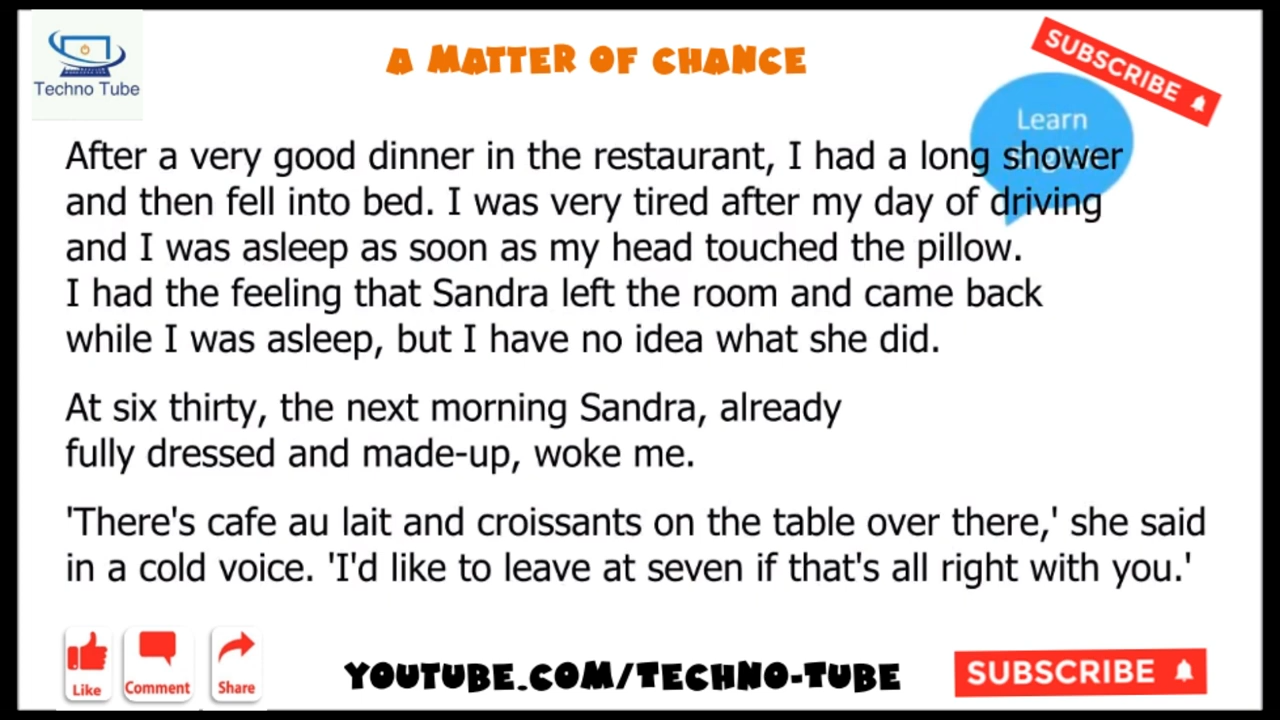 Techno Tube
A MATTER OF CHANCE
SUBSCRIBE
Learn
After a very good dinner in the restaurant, I had a long shower
and then fell into bed. I was very tired after my day of driving
and I was asleep as soon as my head touched the pillow.
I had the feeling that Sandra left the room and came back
while I was asleep, but I have no idea what she did.
At six thirty, the next morning Sandra, already
fully dressed and made-up, woke me.
'There's cafe au lait and croissants on the table over there,' she said
in a cold voice. 'I'd like to leave at seven if that's all right with you.'
Like
Comment
Share
YOUTUBE.COM/TECHNO-TUBE
SUBSCRIBE